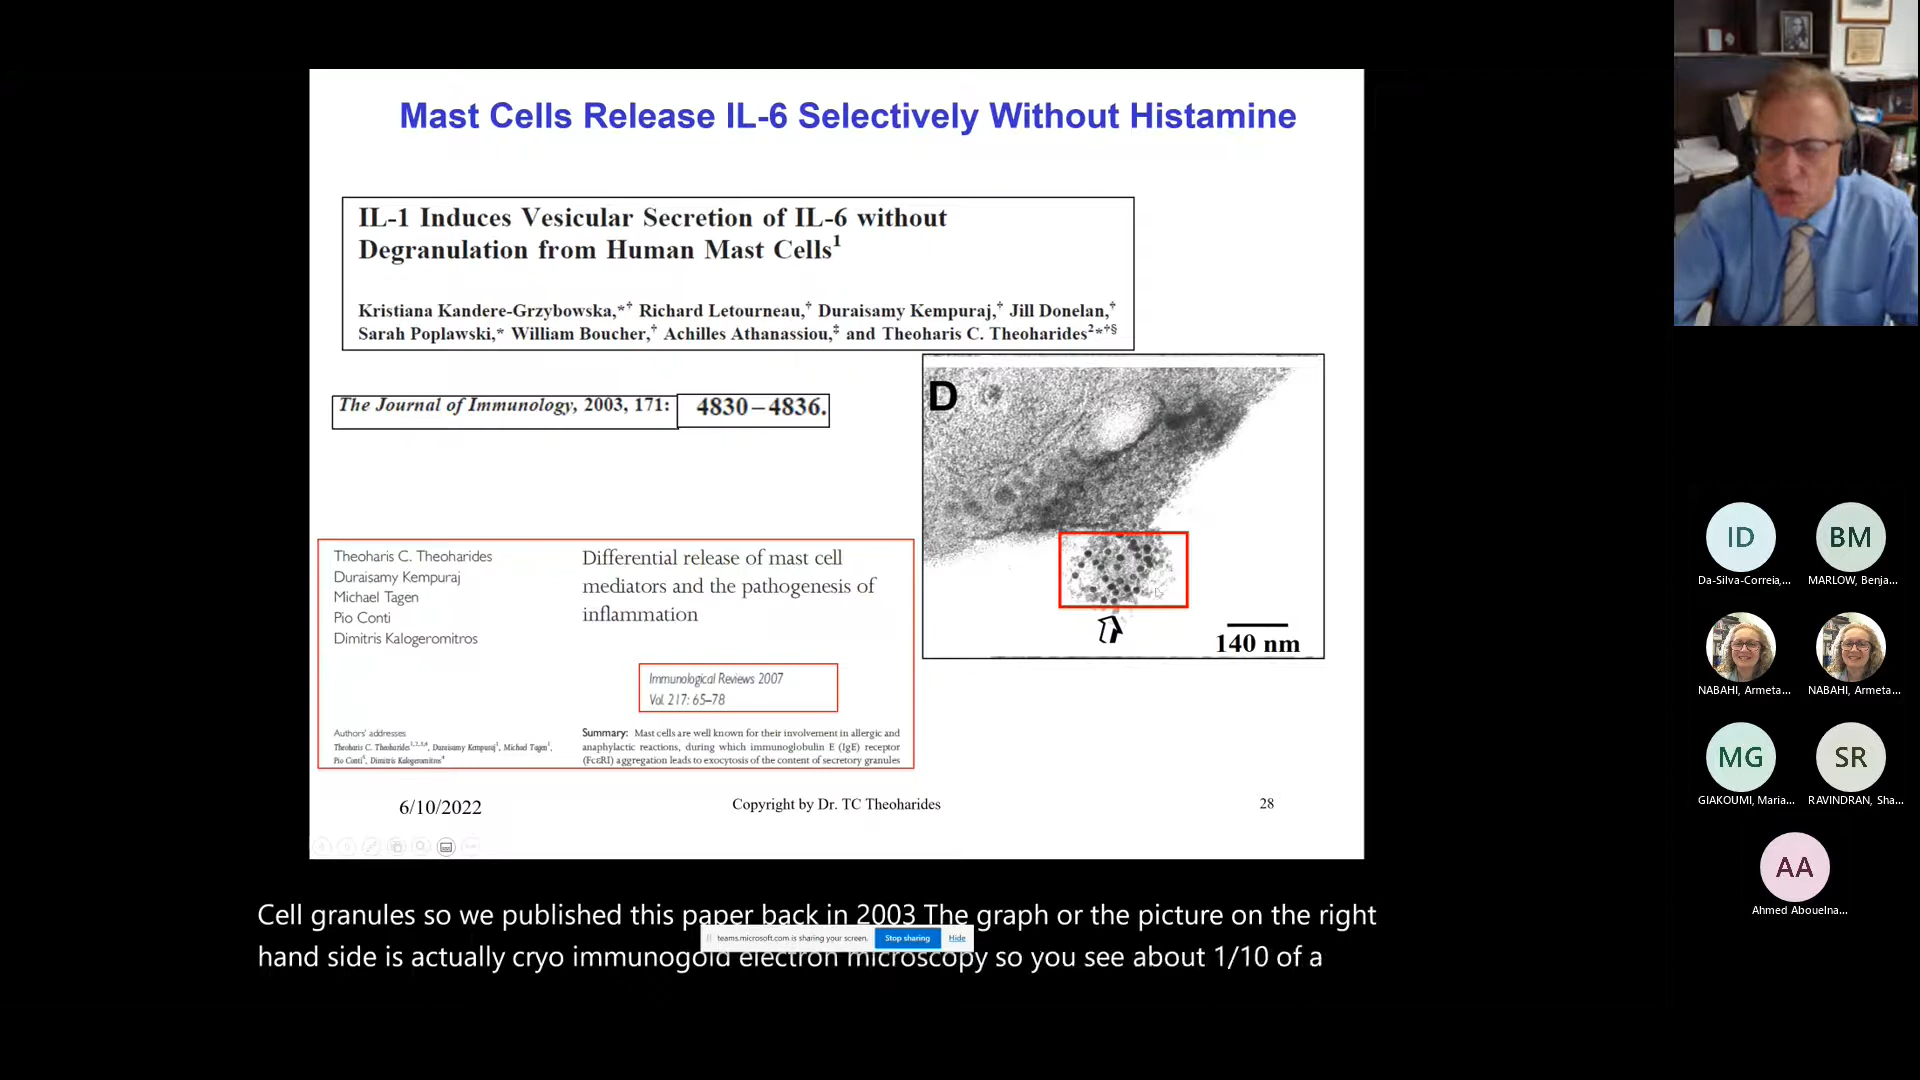 Mast Cells Release IL-6 Selectively Without Histamine
IL-1 Induces Vesicular Secretion of IL-6 without
Degranulation from Human Mast Cells¹
Kristiana Kandere-Grzybowska,*† Richard Letourneau,† Duraisamy Kempuraj,† Jill Donelan,†
Sarah Poplawski,* William Boucher,† Achilles Athanassiou,‡ and Theoharis C. Theoharides²*†§
The Journal of Immunology, 2003, 171: 4830–4836.
D
140 nm
Theoharis C. Theoharides
Duraisamy Kempuraj
Michael Tagen
Pio Conti
Dimitris Kalogeromitros
Differential release of mast cell
mediators and the pathogenesis of
inflammation
Immunological Reviews 2007
Vol. 217: 65–78
Authors' addresses
Theoharis C. Theoharides, Duraisamy Kempuraj, Michael Tagen,
Pio Conti, Dimitris Kalogeromitros
Summary: Mast cells are well known for their involvement in allergic and
anaphylactic reactions, during which immunoglobulin E (IgE) receptor
(FcεRI) aggregation leads to exocytosis of the content of secretory granules
6/10/2022
Copyright by Dr. TC Theoharides
28
Cell granules so we published this paper back in 2003 The graph or the picture on the right
hand side is actually cryo immunogold electron microscopy so you see about 1/10 of a
teams.microsoft.com is sharing your screen.
Stop sharing
Hide
ID
Da-Silva-Correia,...
BM
MARLOW, Benja...
NABAHI, Armeta...
NABAHI, Armeta...
MG
GIAKOUMI, Maria...
SR
RAVINDRAN, Sha...
AA
Ahmed Abouelna...